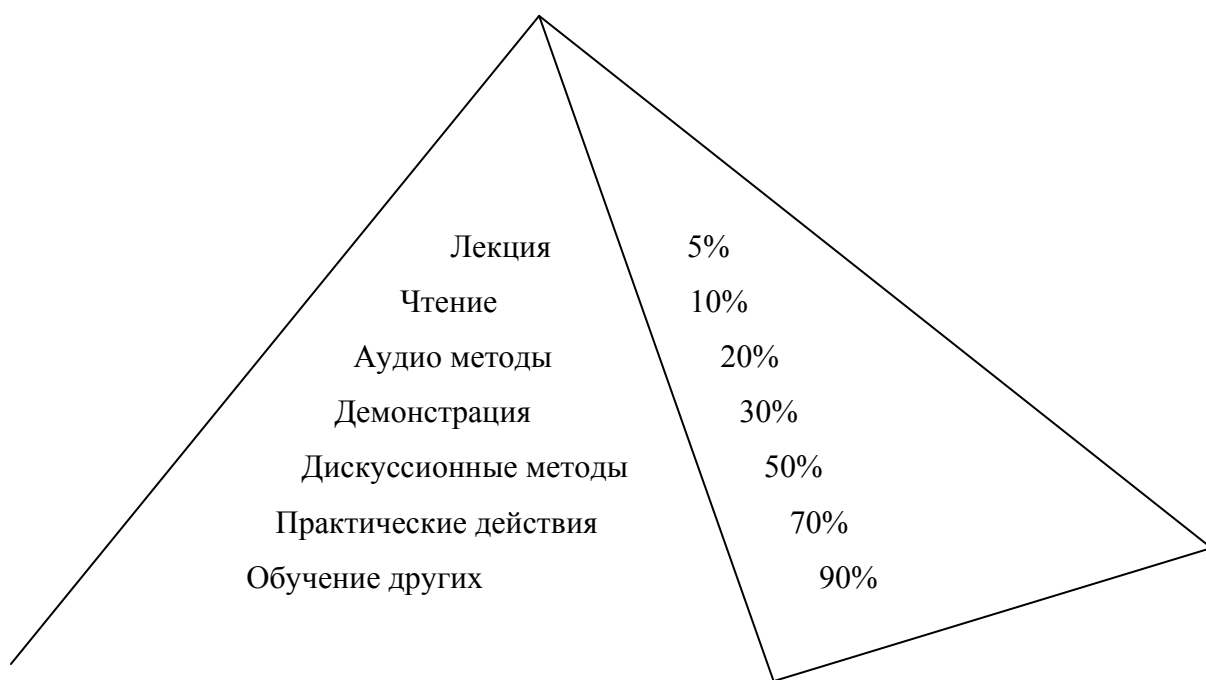 Лекция 5%
Чтение 10%
Аудио методы 20%
Демонстрация 30%
Дискуссионные методы 50%
Практические действия 70%
Обучение других 90%